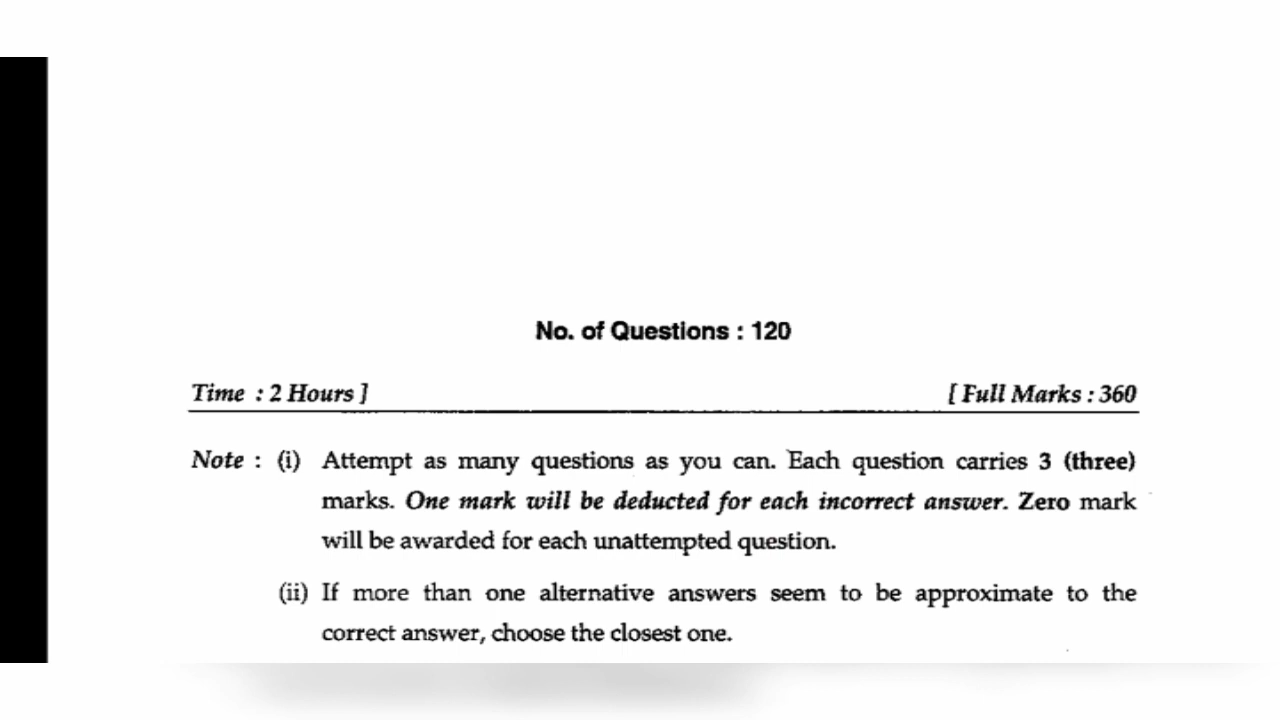 No. of Questions : 120
Time : 2 Hours ]
[ Full Marks : 360
Note : (i) Attempt as many questions as you can. Each question carries 3 (three)
marks. One mark will be deducted for each incorrect answer. Zero mark
will be awarded for each unattempted question.
(ii) If more than one alternative answers seem to be approximate to the
correct answer, choose the closest one.